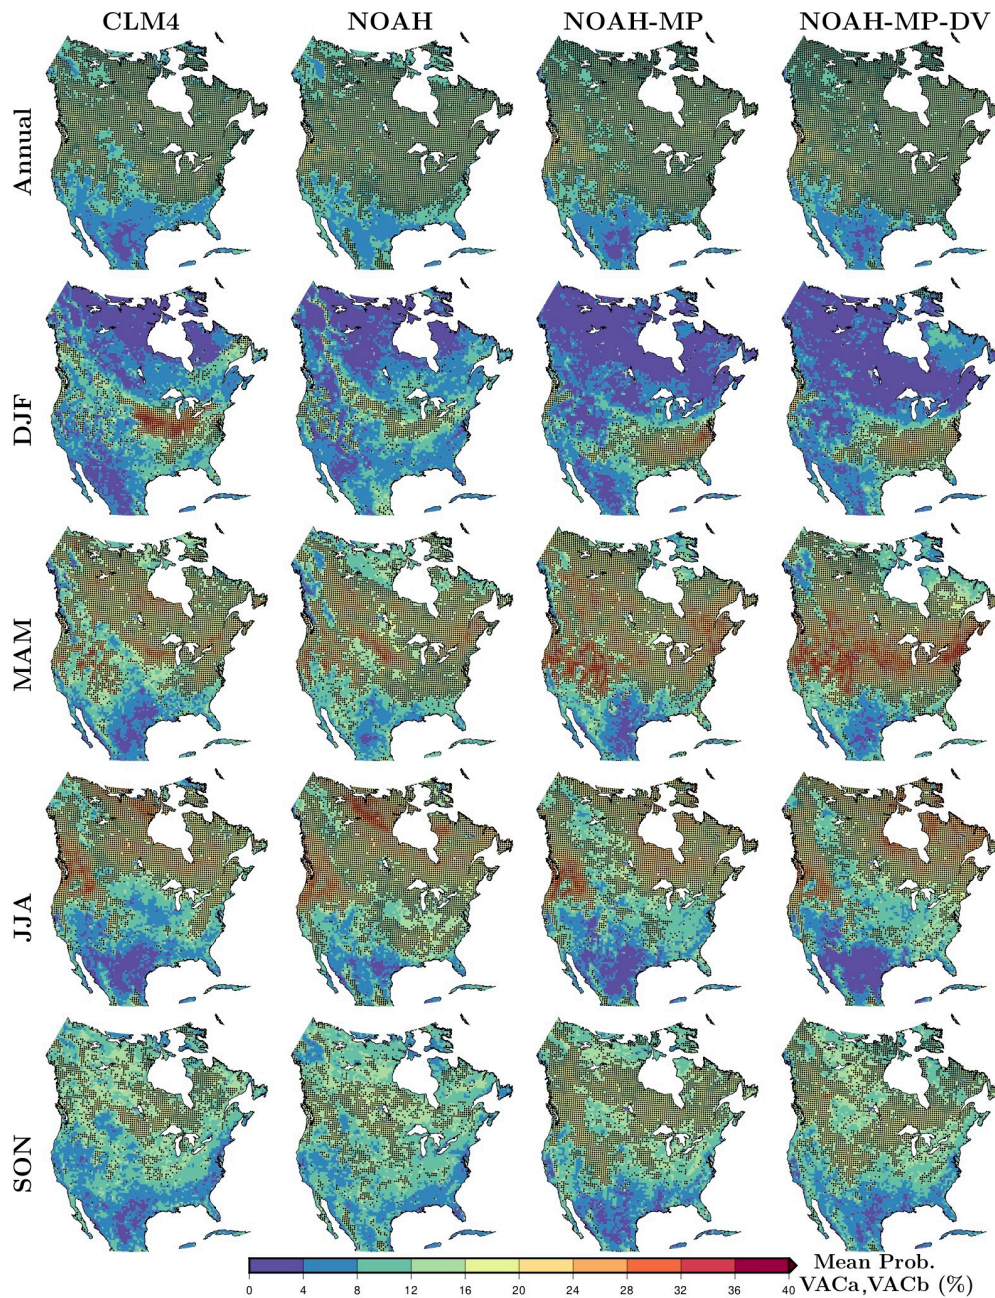 CLM4 NOAH NOAH-MP NOAH-MP-DV
Annual
DJF
MAM
JJA
SON
0 4 8 12 16 20 24 28 32 36 40
Mean Prob.
VACa,VACb (%)